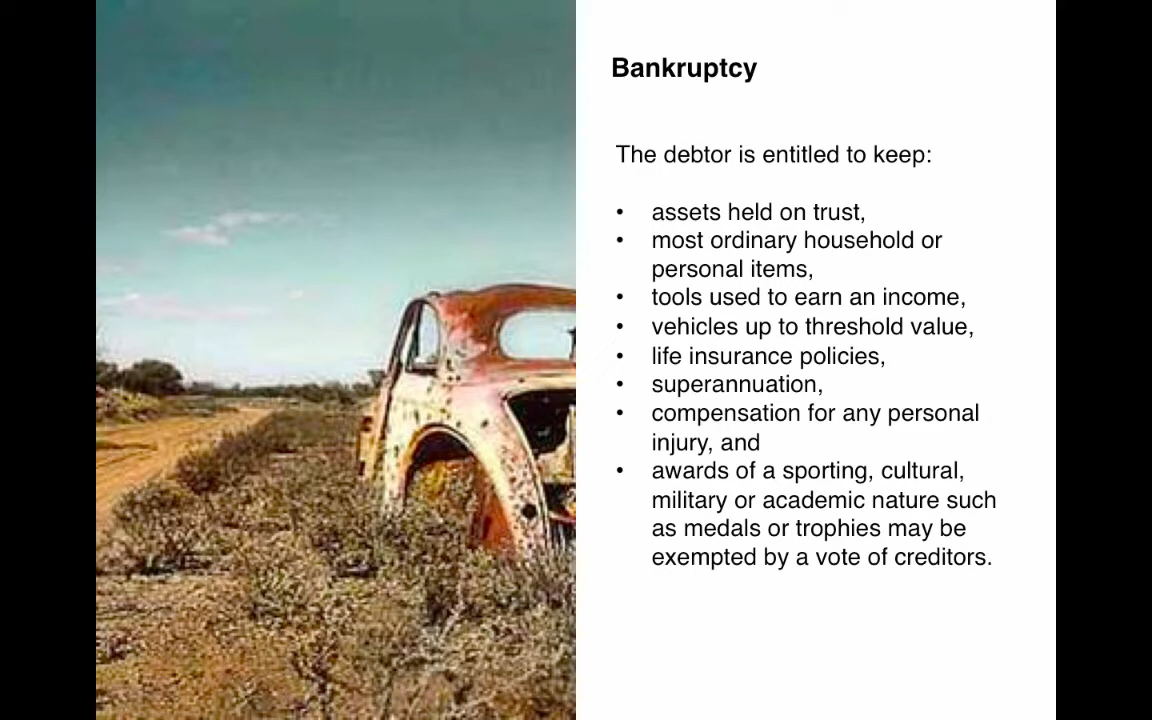 Bankruptcy
The debtor is entitled to keep:
• assets held on trust,
• most ordinary household or
personal items,
• tools used to earn an income,
• vehicles up to threshold value,
• life insurance policies,
• superannuation,
• compensation for any personal
injury, and
• awards of a sporting, cultural,
military or academic nature such
as medals or trophies may be
exempted by a vote of creditors.